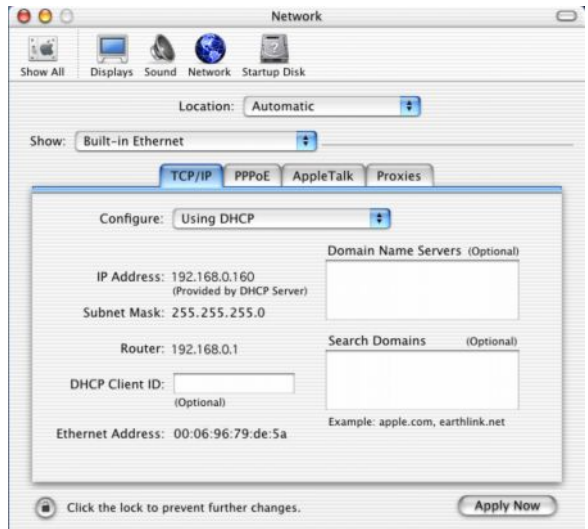 Network
Show All
Displays
Sound
Network
Startup Disk
Location: Automatic
Show: Built-in Ethernet
TCP/IP
PPPoE
AppleTalk
Proxies
Configure: Using DHCP
Domain Name Servers (Optional)
IP Address: 192.168.0.160
(Provided by DHCP Server)
Subnet Mask: 255.255.255.0
Router: 192.168.0.1
Search Domains (Optional)
DHCP Client ID:
(Optional)
Example: apple.com, earthlink.net
Ethernet Address: 00:06:96:79:de:5a
Click the lock to prevent further changes.
Apply Now